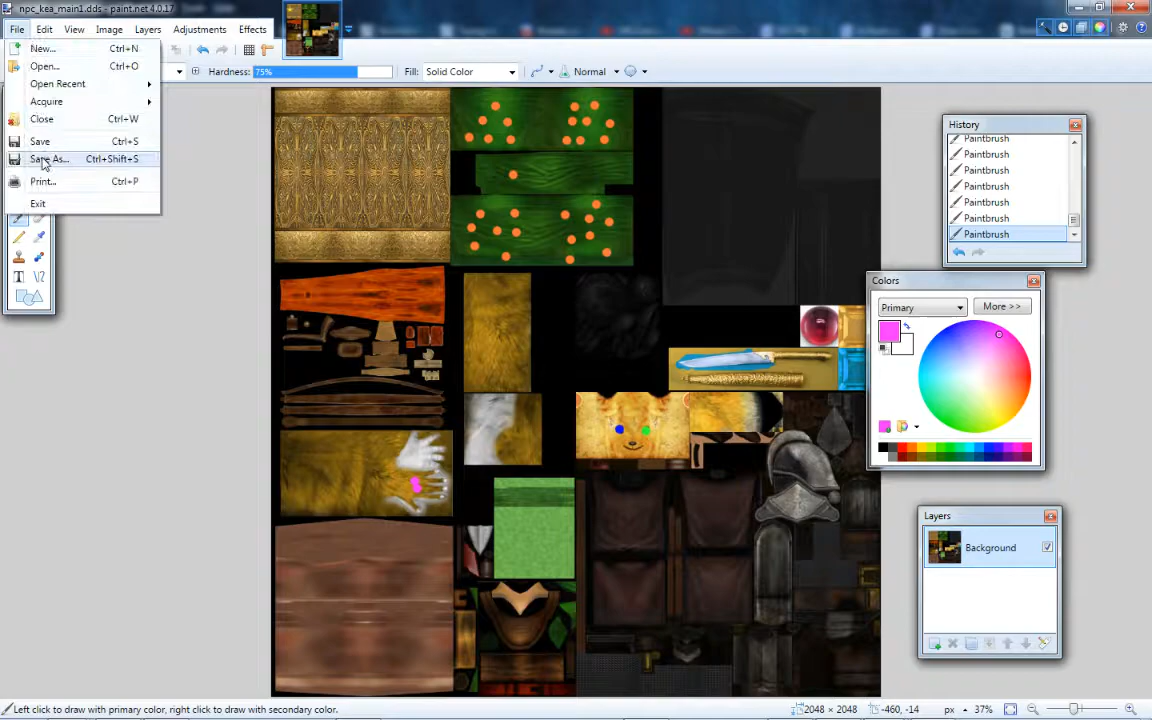 npc_kea_main1.dds - paint.net 4.0.17
File Edit View Image Layers Adjustments Effects
New... Ctrl+N
Open... Ctrl+O
Open Recent
Acquire
Close Ctrl+W
Save Ctrl+S
Save As... Ctrl+Shift+S
Print... Ctrl+P
Exit
Hardness: 75% Fill: Solid Color Normal
History
Paintbrush
Paintbrush
Paintbrush
Paintbrush
Paintbrush
Paintbrush
Paintbrush
Colors
Primary More >>
Layers
Background
Left click to draw with primary color, right click to draw with secondary color.
2048 × 2048 -460, -14 px 37%